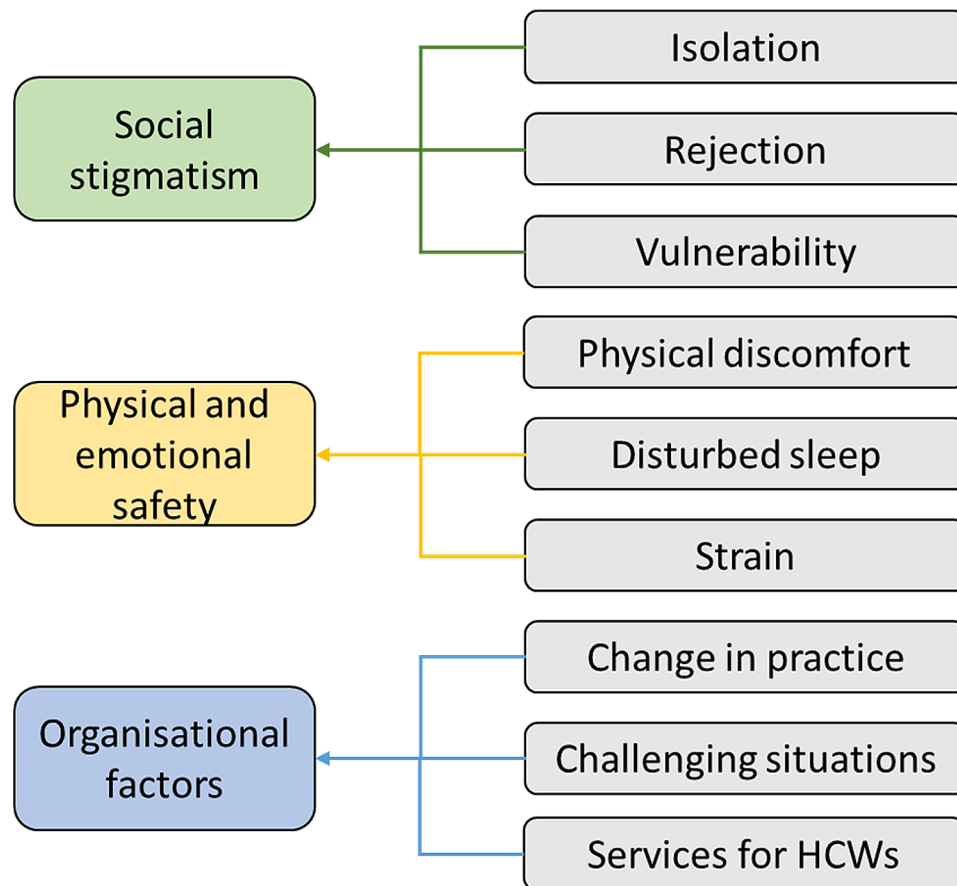 Social
stigmatism
Isolation
Rejection
Vulnerability
Physical and
emotional
safety
Physical discomfort
Disturbed sleep
Strain
Organisational
factors
Change in practice
Challenging situations
Services for HCWs